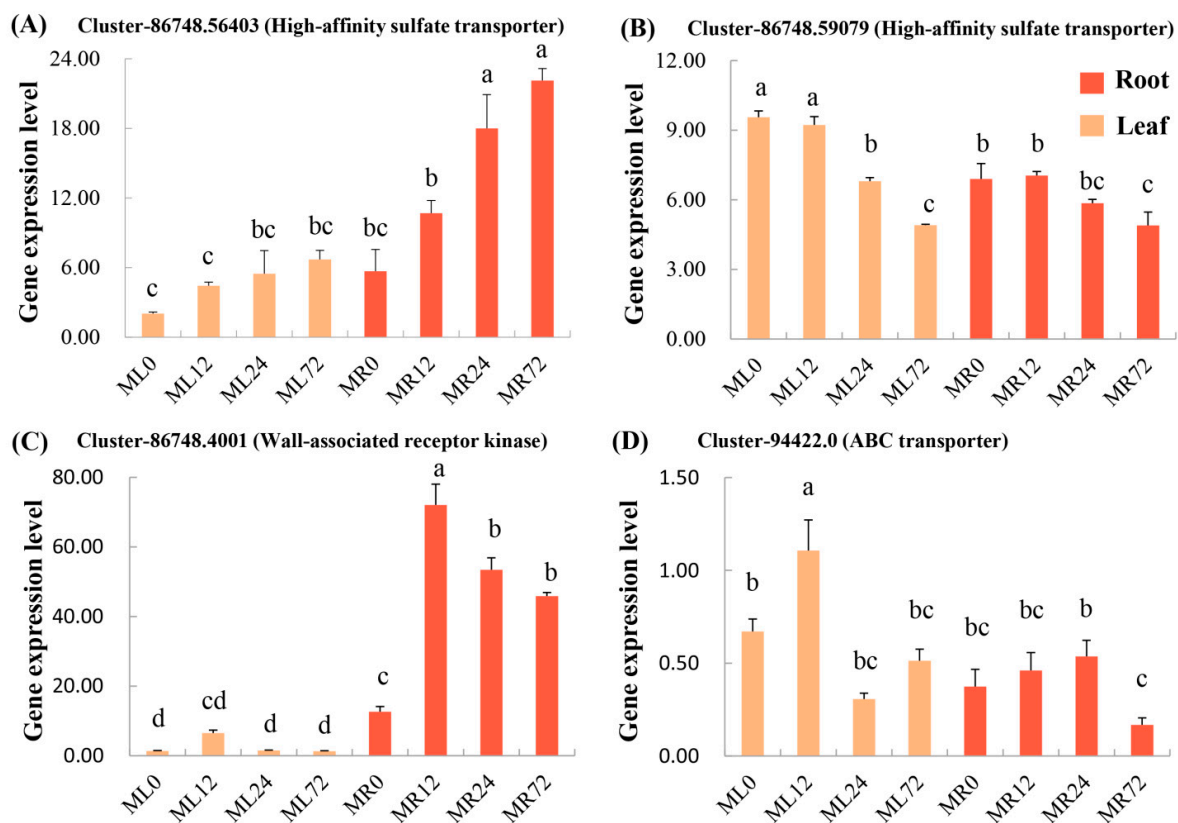 (A) Cluster-86748.56403 (High-affinity sulfate transporter)
Gene expression level
24.00
18.00
12.00
6.00
0.00
c
c
bc
bc
bc
b
a
a
ML0
ML12
ML24
ML72
MR0
MR12
MR24
MR72
(B) Cluster-86748.59079 (High-affinity sulfate transporter)
Gene expression level
12.00
9.00
6.00
3.00
0.00
a
a
b
c
b
b
bc
c
Root
Leaf
ML0
ML12
ML24
ML72
MR0
MR12
MR24
MR72
(C) Cluster-86748.4001 (Wall-associated receptor kinase)
Gene expression level
80.00
60.00
40.00
20.00
0.00
d
cd
d
d
c
a
b
b
ML0
ML12
ML24
ML72
MR0
MR12
MR24
MR72
(D) Cluster-94422.0 (ABC transporter)
Gene expression level
1.50
1.00
0.50
0.00
b
a
bc
bc
bc
bc
b
c
ML0
ML12
ML24
ML72
MR0
MR12
MR24
MR72